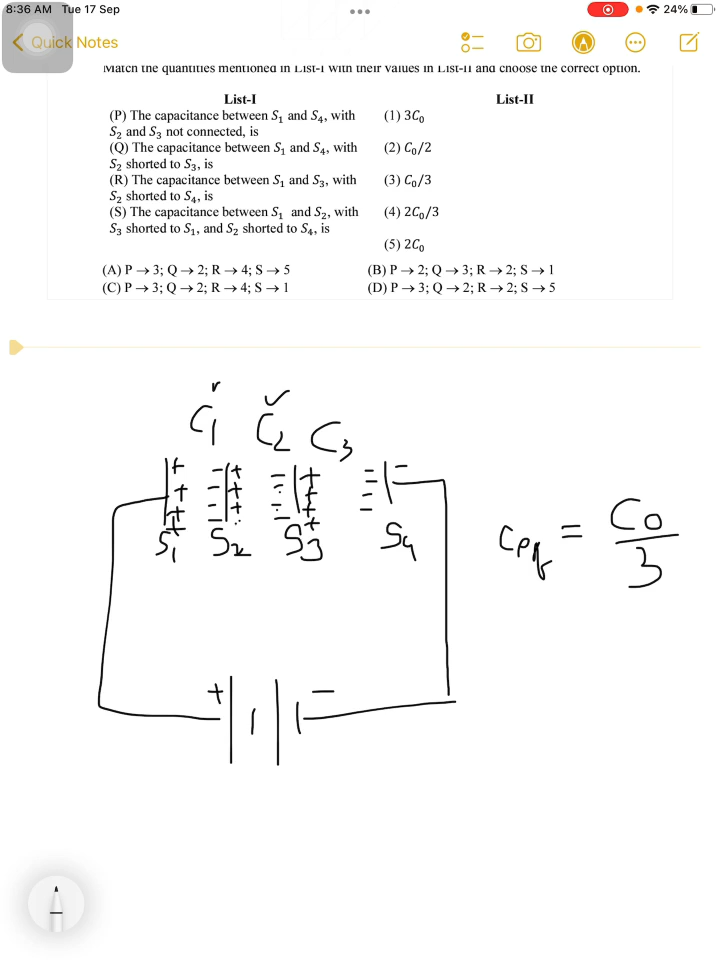 8:36 AM Tue 17 Sep
24%
Quick Notes
Match the quantities mentioned in List-I with their values in List-II and choose the correct option.
List-I List-II
(P) The capacitance between S₁ and S₄, with (1) 3C₀
S₂ and S₃ not connected, is
(Q) The capacitance between S₁ and S₄, with (2) C₀/2
S₂ shorted to S₃, is
(R) The capacitance between S₁ and S₃, with (3) C₀/3
S₂ shorted to S₄, is
(S) The capacitance between S₁ and S₂, with (4) 2C₀/3
S₃ shorted to S₁, and S₂ shorted to S₄, is
(5) 2C₀
(A) P → 3; Q → 2; R → 4; S → 5 (B) P → 2; Q → 3; R → 2; S → 1
(C) P → 3; Q → 2; R → 4; S → 1 (D) P → 3; Q → 2; R → 2; S → 5
C₁ C₂ C₃
S₁ S₂ S₃ S₄
= C₀/3
+ −